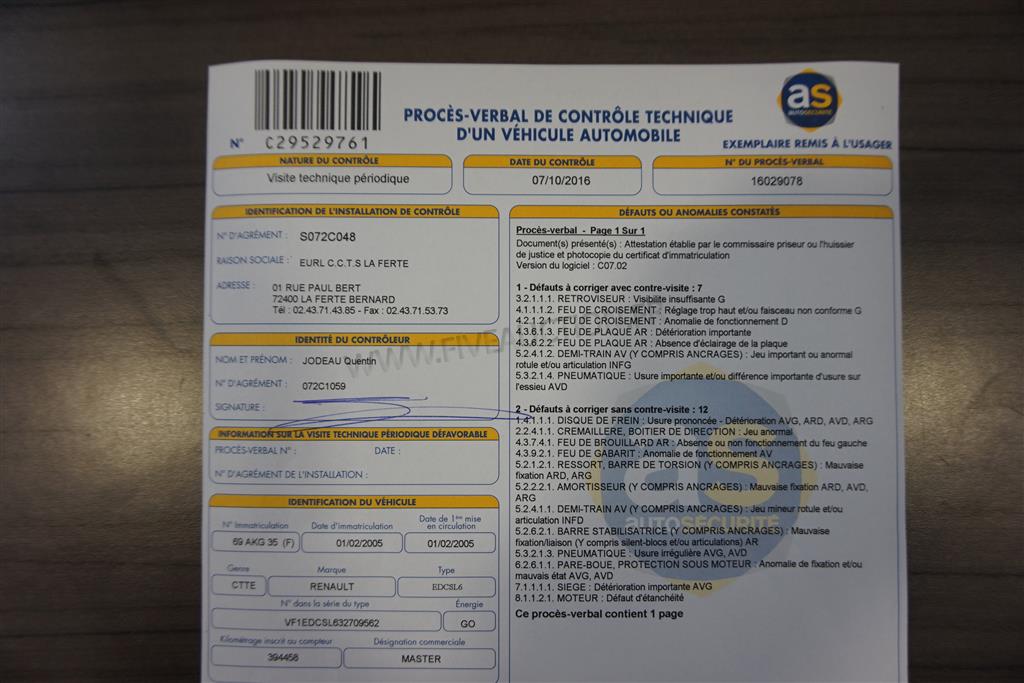 as
AUTOSÉCURITÉ
PROCÈS-VERBAL DE CONTRÔLE TECHNIQUE
D'UN VÉHICULE AUTOMOBILE
N° C29529761
EXEMPLAIRE REMIS À L'USAGER
NATURE DU CONTRÔLE
Visite technique périodique
DATE DU CONTRÔLE
07/10/2016
N° DU PROCÈS-VERBAL
16029078
IDENTIFICATION DE L'INSTALLATION DE CONTRÔLE
N° D'AGRÉMENT : S072C048
RAISON SOCIALE : EURL C.C.T.S LA FERTE
ADRESSE : 01 RUE PAUL BERT
72400 LA FERTE BERNARD
Tél : 02.43.71.43.85 - Fax : 02.43.71.53.73
IDENTITÉ DU CONTRÔLEUR
NOM ET PRÉNOM : JODEAU Quentin
N° D'AGRÉMENT : 072C1059
SIGNATURE :
INFORMATION SUR LA VISITE TECHNIQUE PÉRIODIQUE DÉFAVORABLE
PROCÈS-VERBAL N° : DATE :
N° D'AGRÉMENT DE L'INSTALLATION :
IDENTIFICATION DU VÉHICULE
N° Immatriculation
69 AKG 35 (F)
Date d'immatriculation
01/02/2005
Date de 1ère mise
en circulation
01/02/2005
Genre
CTTE
Marque
RENAULT
Type
EDCSL6
N° dans la série du type
VF1EDCSL632709562
Énergie
GO
Kilométrage inscrit au compteur
394458
Désignation commerciale
MASTER
DÉFAUTS OU ANOMALIES CONSTATÉS
Procès-verbal - Page 1 Sur 1
Document(s) présenté(s) : Attestation établie par le commissaire priseur ou l'huissier
de justice et photocopie du certificat d'immatriculation
Version du logiciel : C07.02
1 - Défauts à corriger avec contre-visite : 7
3.2.1.1.1. RETROVISEUR : Visibilité insuffisante G
4.1.1.1.2. FEU DE CROISEMENT : Réglage trop haut et/ou faisceau non conforme G
4.2.1.2.1. FEU DE CROISEMENT : Anomalie de fonctionnement D
4.3.6.1.3. FEU DE PLAQUE AR : Détérioration importante
4.3.6.2.2. FEU DE PLAQUE AR : Absence d'éclairage de la plaque
5.2.4.1.2. DEMI-TRAIN AV (Y COMPRIS ANCRAGES) : Jeu important ou anormal
rotule et/ou articulation INFG
5.3.2.1.4. PNEUMATIQUE : Usure importante et/ou différence importante d'usure sur
l'essieu AVD
2 - Défauts à corriger sans contre-visite : 12
1.4.1.1.1. DISQUE DE FREIN : Usure prononcée - Détérioration AVG, ARD, AVD, ARG
2.2.4.1.1. CREMAILLERE, BOITIER DE DIRECTION : Jeu anormal
4.3.7.4.1. FEU DE BROUILLARD AR : Absence ou non fonctionnement du feu gauche
4.3.9.2.1. FEU DE GABARIT : Anomalie de fonctionnement AV
5.2.1.2.1. RESSORT, BARRE DE TORSION (Y COMPRIS ANCRAGES) : Mauvaise
fixation ARD, ARG
5.2.2.2.1. AMORTISSEUR (Y COMPRIS ANCRAGES) : Mauvaise fixation ARD, AVD,
ARG
5.2.4.1.1. DEMI-TRAIN AV (Y COMPRIS ANCRAGES) : Jeu mineur rotule et/ou
articulation INFD
5.2.6.2.1. BARRE STABILISATRICE (Y COMPRIS ANCRAGES) : Mauvaise
fixation/liaison (Y compris silent-blocs et/ou articulations) AR
5.3.2.1.3. PNEUMATIQUE : Usure irrégulière AVG, AVD
6.2.6.1.1. PARE-BOUE, PROTECTION SOUS MOTEUR : Anomalie de fixation et/ou
mauvais état AVG, AVD
7.1.1.1.1. SIEGE : Détérioration importante AVG
8.1.1.2.1. MOTEUR : Défaut d'étanchéité
Ce procès-verbal contient 1 page
as
AUTOSÉCURITÉ